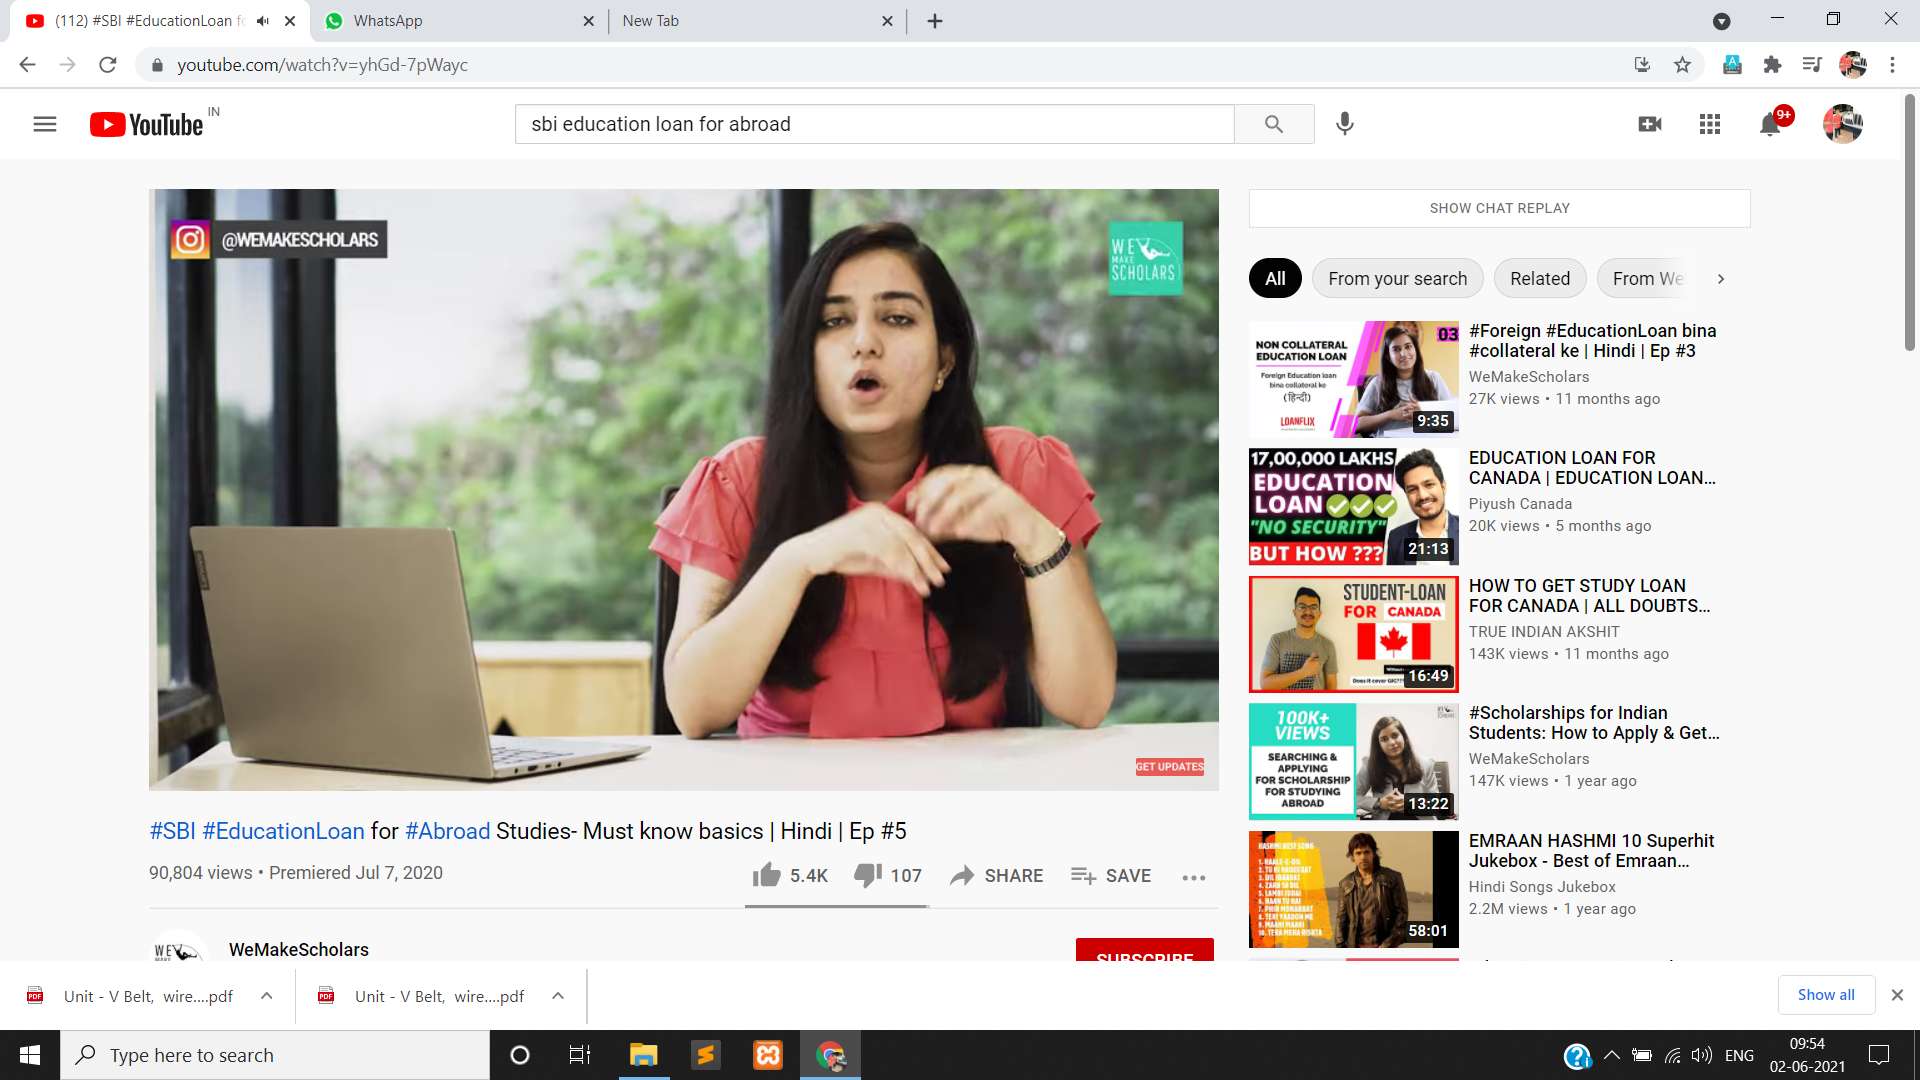 (112) #SBI #EducationLoan fo
WhatsApp
New Tab
youtube.com/watch?v=yhGd-7pWayc
YouTube IN
sbi education loan for abroad
9+
@WEMAKESCHOLARS
WE MAKE SCHOLARS
GET UPDATES
#SBI #EducationLoan for #Abroad Studies- Must know basics | Hindi | Ep #5
90,804 views • Premiered Jul 7, 2020
5.4K
107
SHARE
SAVE
WeMakeScholars
SUBSCRIBE
SHOW CHAT REPLAY
All
From your search
Related
From We
NON COLLATERAL
EDUCATION LOAN
Foreign Education loan
bina collateral ke
(हिन्दी)
LOANFLIX
03
9:35
#Foreign #EducationLoan bina
#collateral ke | Hindi | Ep #3
WeMakeScholars
27K views • 11 months ago
17,00,000 LAKHS
EDUCATION
LOAN
"NO SECURITY"
BUT HOW ???
21:13
EDUCATION LOAN FOR
CANADA | EDUCATION LOAN...
Piyush Canada
20K views • 5 months ago
STUDENT-LOAN
FOR CANADA
16:49
HOW TO GET STUDY LOAN
FOR CANADA | ALL DOUBTS...
TRUE INDIAN AKSHIT
143K views • 11 months ago
100K+
VIEWS
SEARCHING &
APPLYING
FOR SCHOLARSHIP
FOR STUDYING
ABROAD
13:22
#Scholarships for Indian
Students: How to Apply & Get...
WeMakeScholars
147K views • 1 year ago
58:01
EMRAAN HASHMI 10 Superhit
Jukebox - Best of Emraan...
Hindi Songs Jukebox
2.2M views • 1 year ago
Unit - V Belt, wire....pdf
Unit - V Belt, wire....pdf
Show all
Type here to search
ENG
09:54
02-06-2021